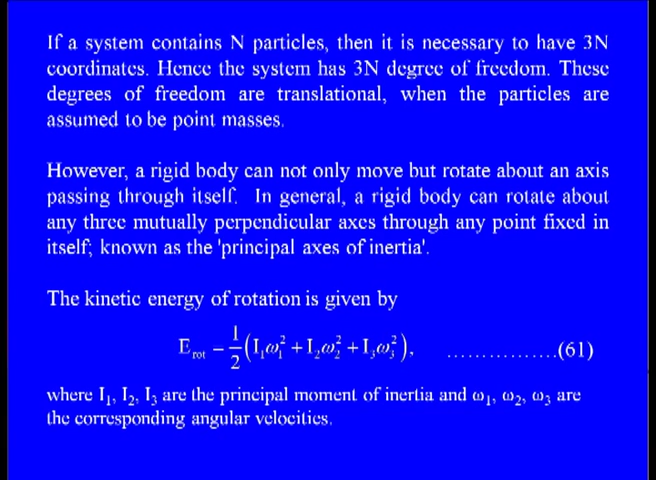 If a system contains N particles, then it is necessary to have 3N
coordinates. Hence the system has 3N degree of freedom. These
degrees of freedom are translational, when the particles are
assumed to be point masses.
However, a rigid body can not only move but rotate about an axis
passing through itself. In general, a rigid body can rotate about
any three mutually perpendicular axes through any point fixed in
itself; known as the 'principal axes of inertia'.
The kinetic energy of rotation is given by
E_rot = 1/2 (I₁ω₁² + I₂ω₂² + I₃ω₃²), ................(61)
where I₁, I₂, I₃ are the principal moment of inertia and ω₁, ω₂, ω₃ are
the corresponding angular velocities.